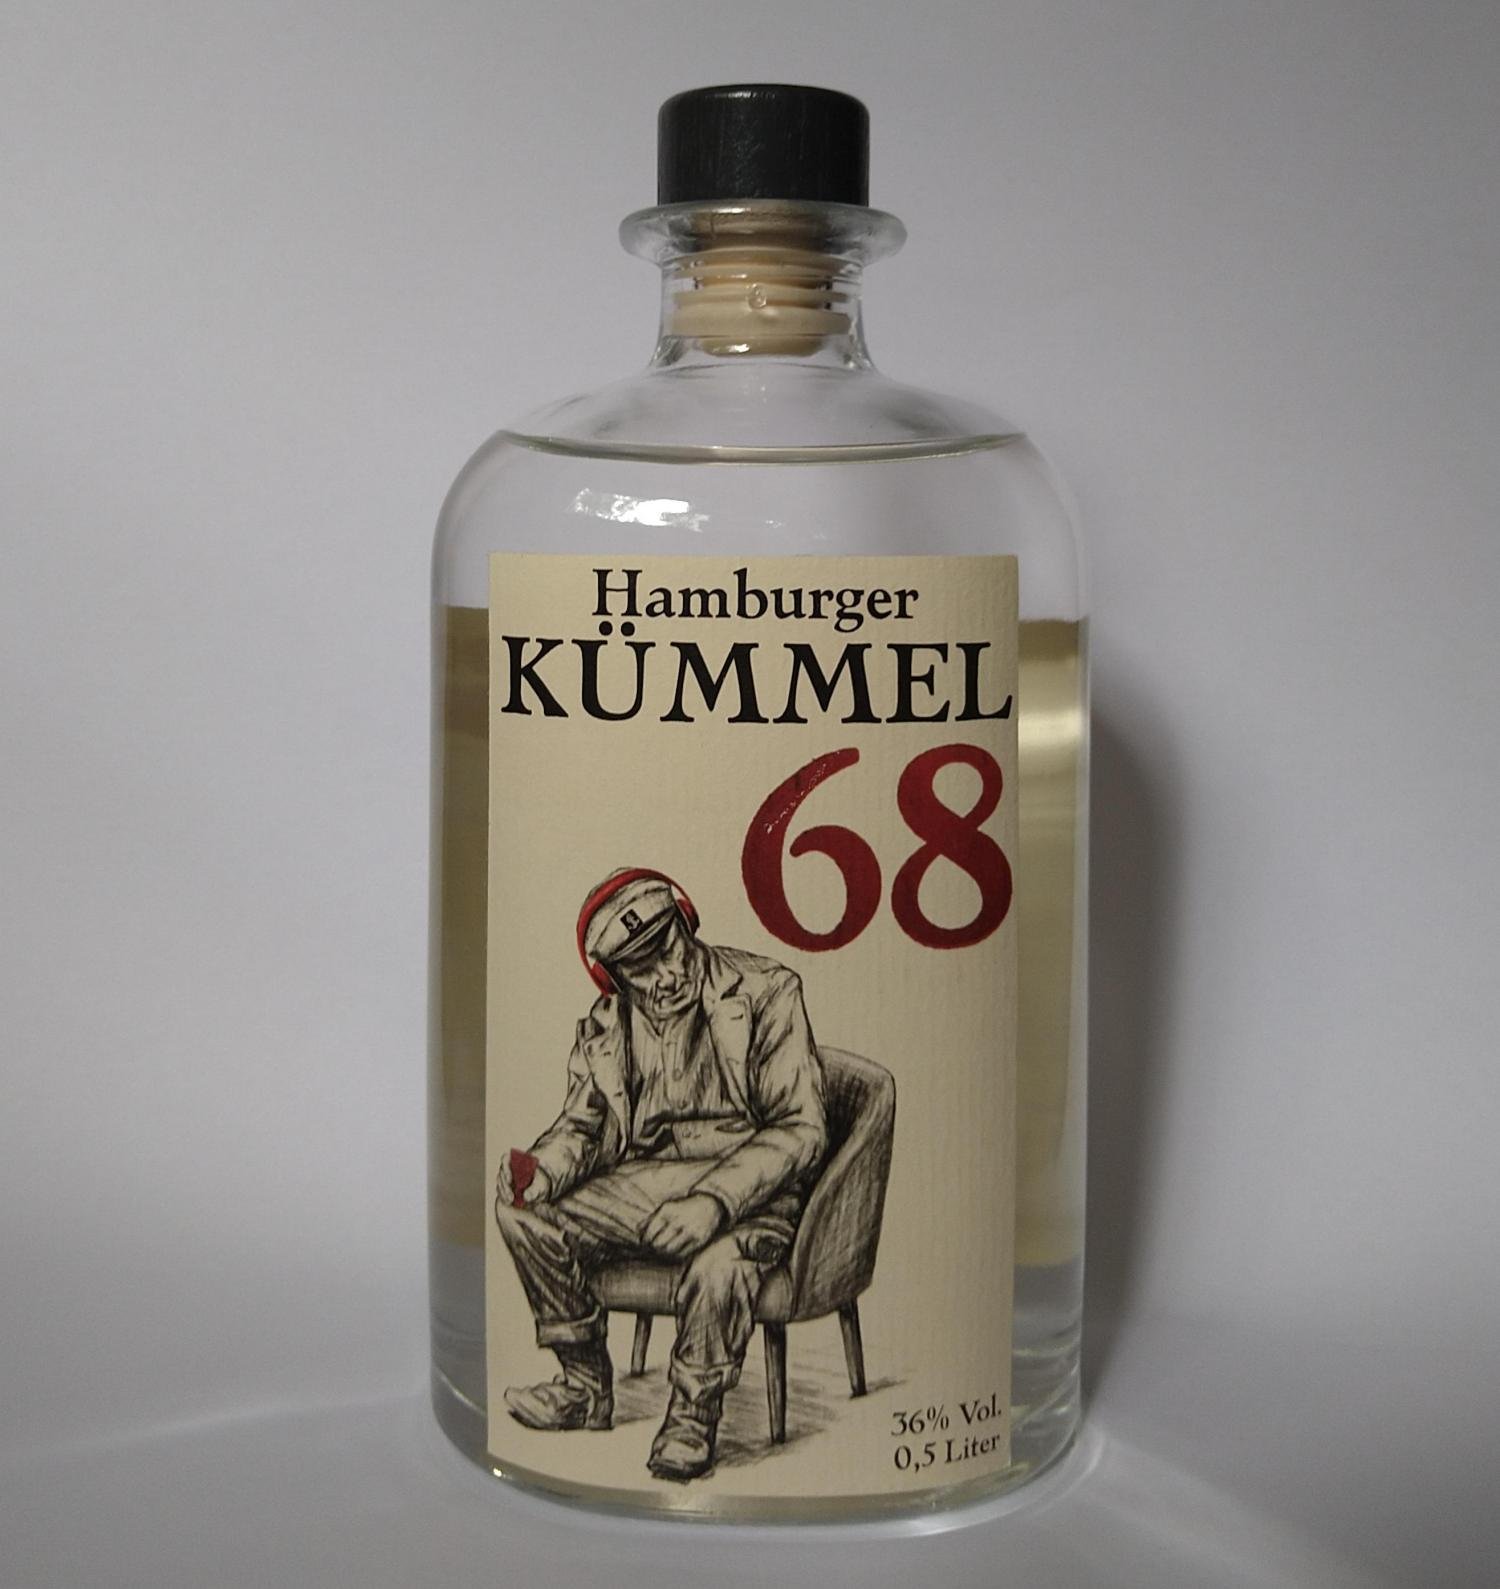 Hamburger
KÜMMEL
68
36% Vol.
0,5 Liter